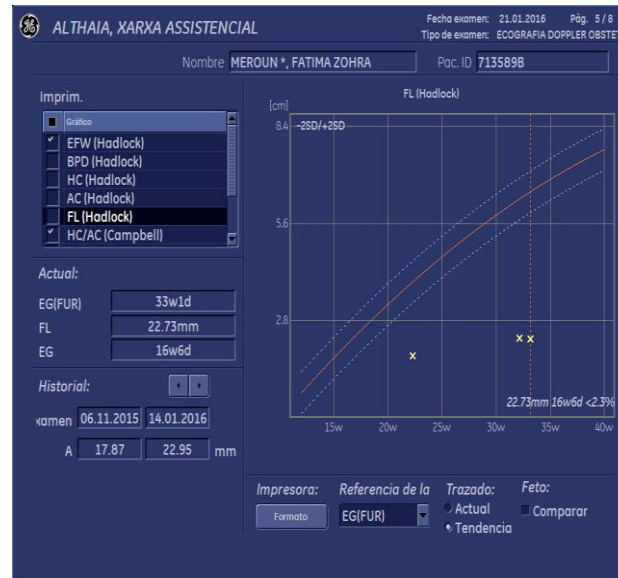 ALTHAIA, XARXA ASSISTENCIAL
Fecha examen: 21.01.2016 Pàg. 5/8
Tipo de examen: ECOGRAFIA DOPPLER OBSTET
Nombre MEROUN *, FATIMA ZOHRA Pac. ID 713589B
Imprim.
Gráfico
EFW (Hadlock)
BPD (Hadlock)
HC (Hadlock)
AC (Hadlock)
FL (Hadlock)
HC/AC (Campbell)
Actual:
EG(FUR) 33w1d
FL 22.73mm
EG 16w6d
Historial:
xamen 06.11.2015 14.01.2016
A 17.87 22.95 mm
FL (Hadlock)
[cm]
8.4 -2SD/+2SD
5.6
2.8
22.73mm 16w6d <2.3%
15w 20w 25w 30w 35w 40w
Impresora: Referencia de la Trazado: Feto:
Formato EG(FUR) Actual Comparar
Tendencia